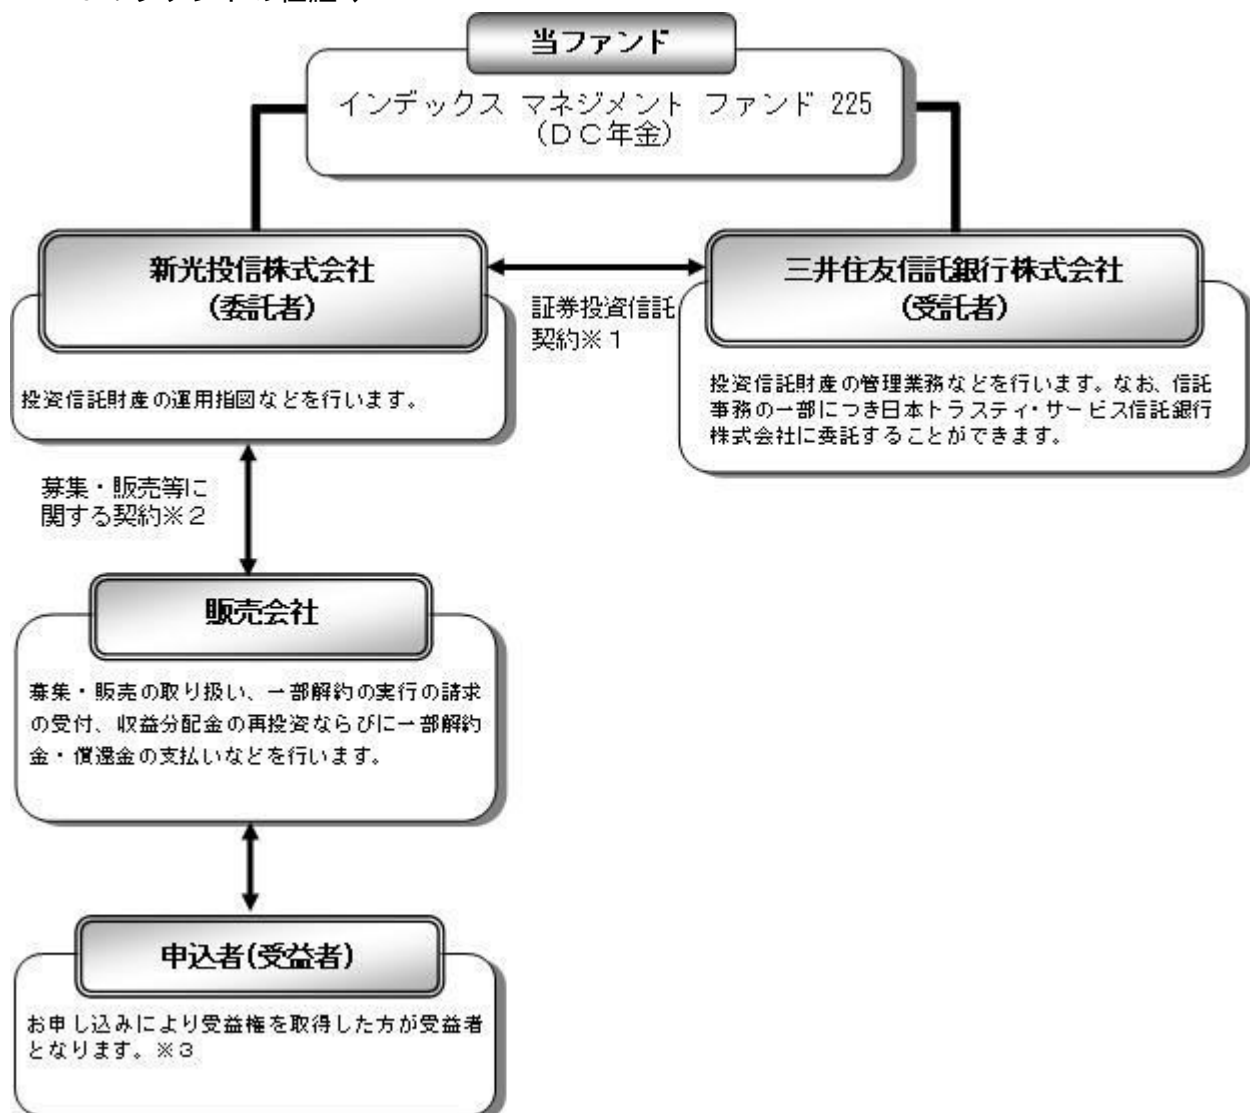 当ファンド
インデックス マネジメント ファンド 225
(DC年金)
新光投信株式会社
(委託者)
三井住友信託銀行株式会社
(受託者)
証券投資信託
契約※1
投資信託財産の運用指図などを行います。
投資信託財産の管理業務などを行います。なお、信託
事務の一部につき日本トラスティ・サービス信託銀行
株式会社に委託することができます。
募集・販売等に
関する契約※2
販売会社
募集・販売の取り扱い、一部解約の実行の請求
の受付、収益分配金の再投資ならびに一部解約
金・償還金の支払いなどを行います。
申込者(受益者)
お申し込みにより受益権を取得した方が受益者
となります。※3